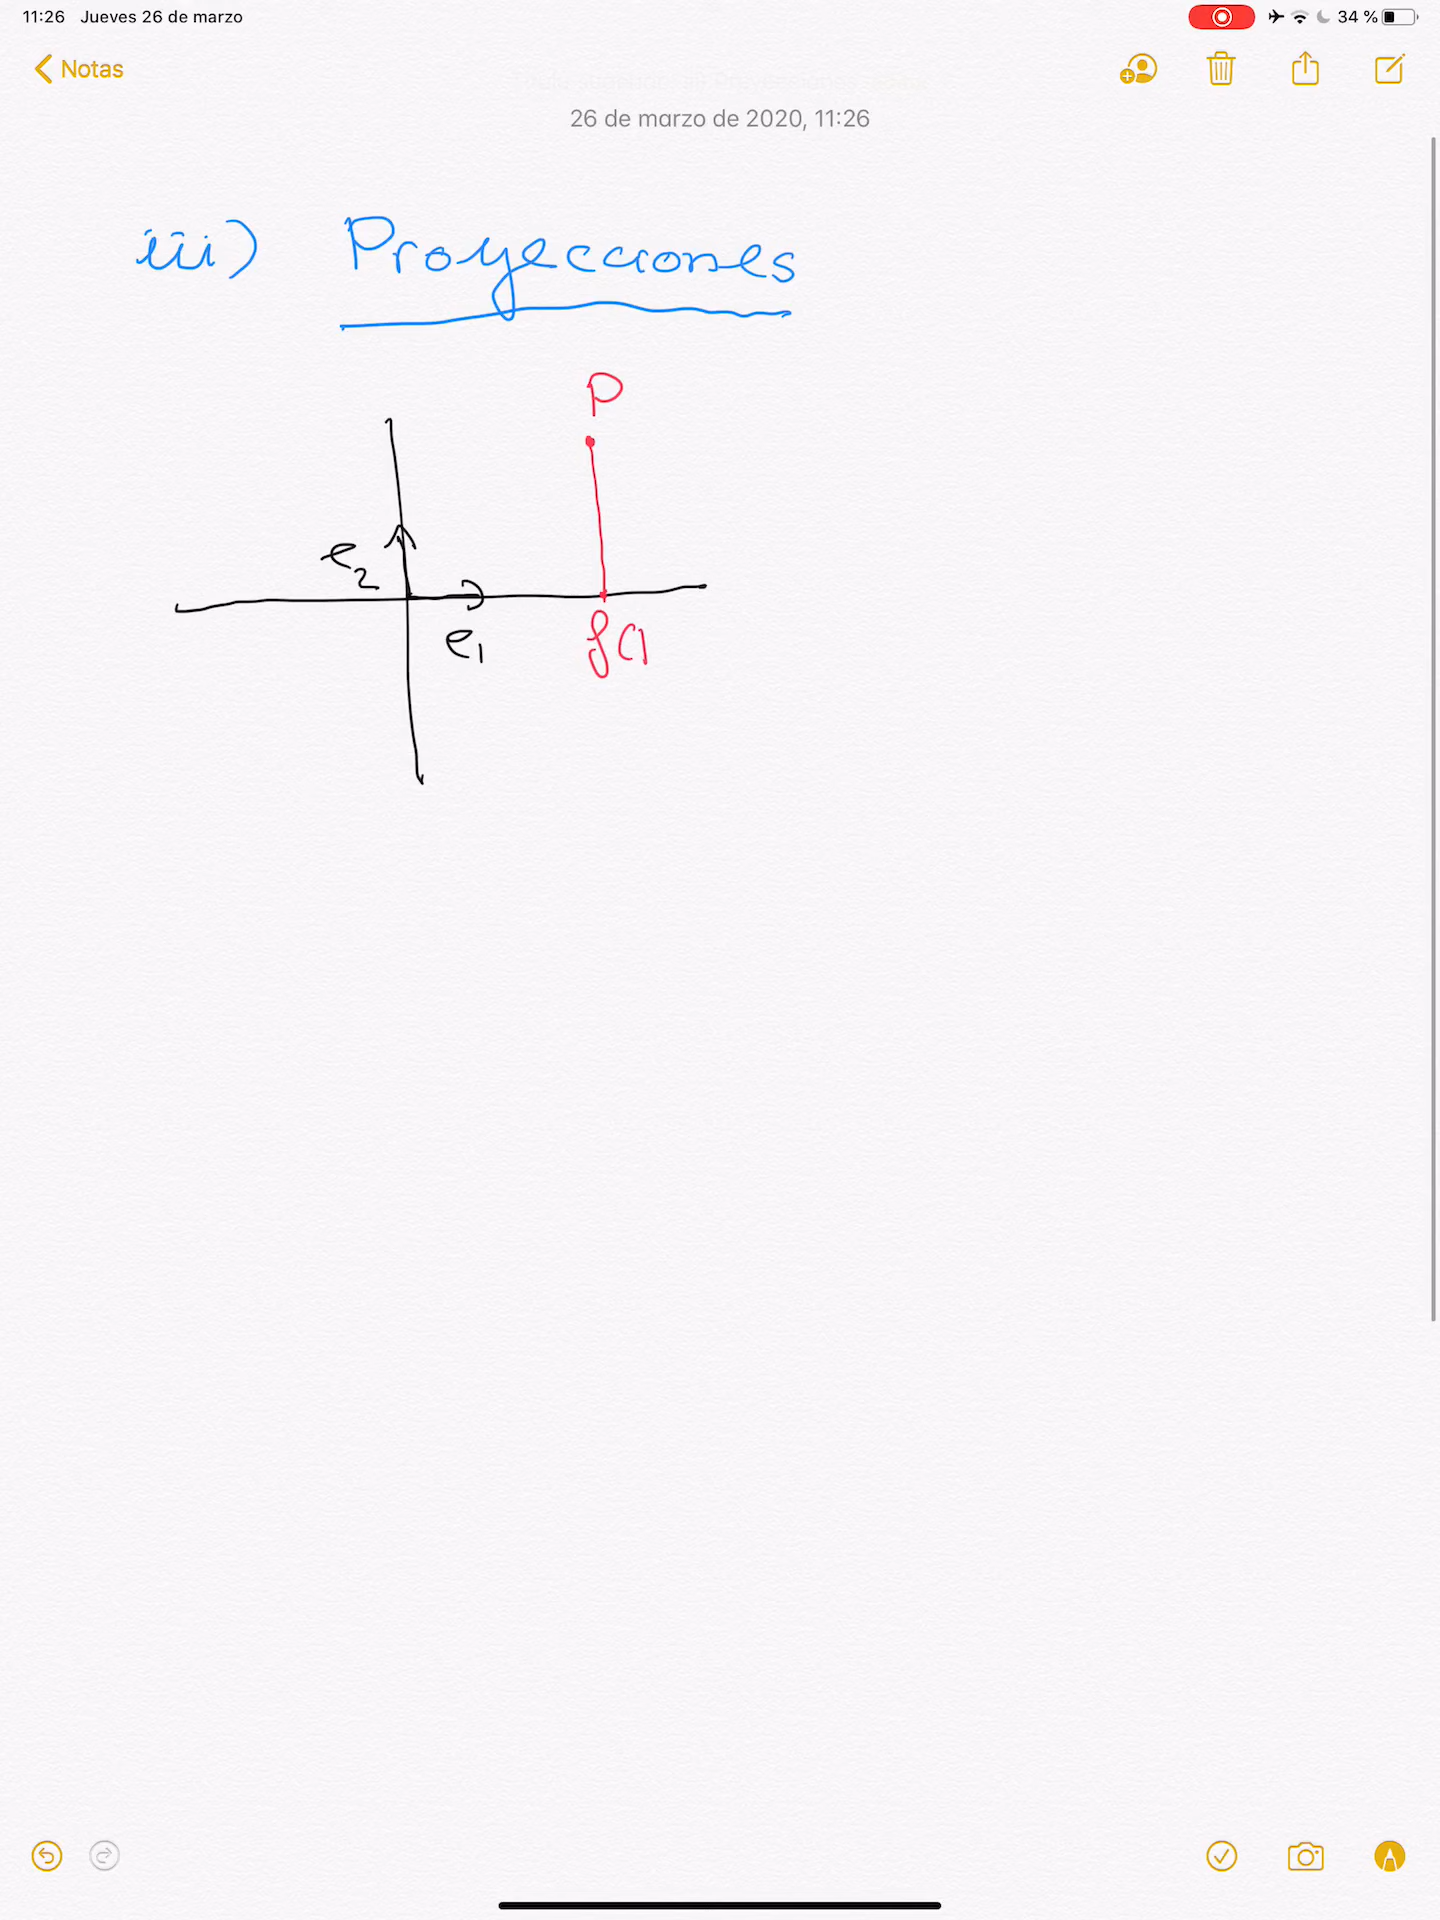 11:26 Jueves 26 de marzo 34 %
Notas
26 de marzo de 2020, 11:26
iii) Proyecciones
P
e2
e1
f(